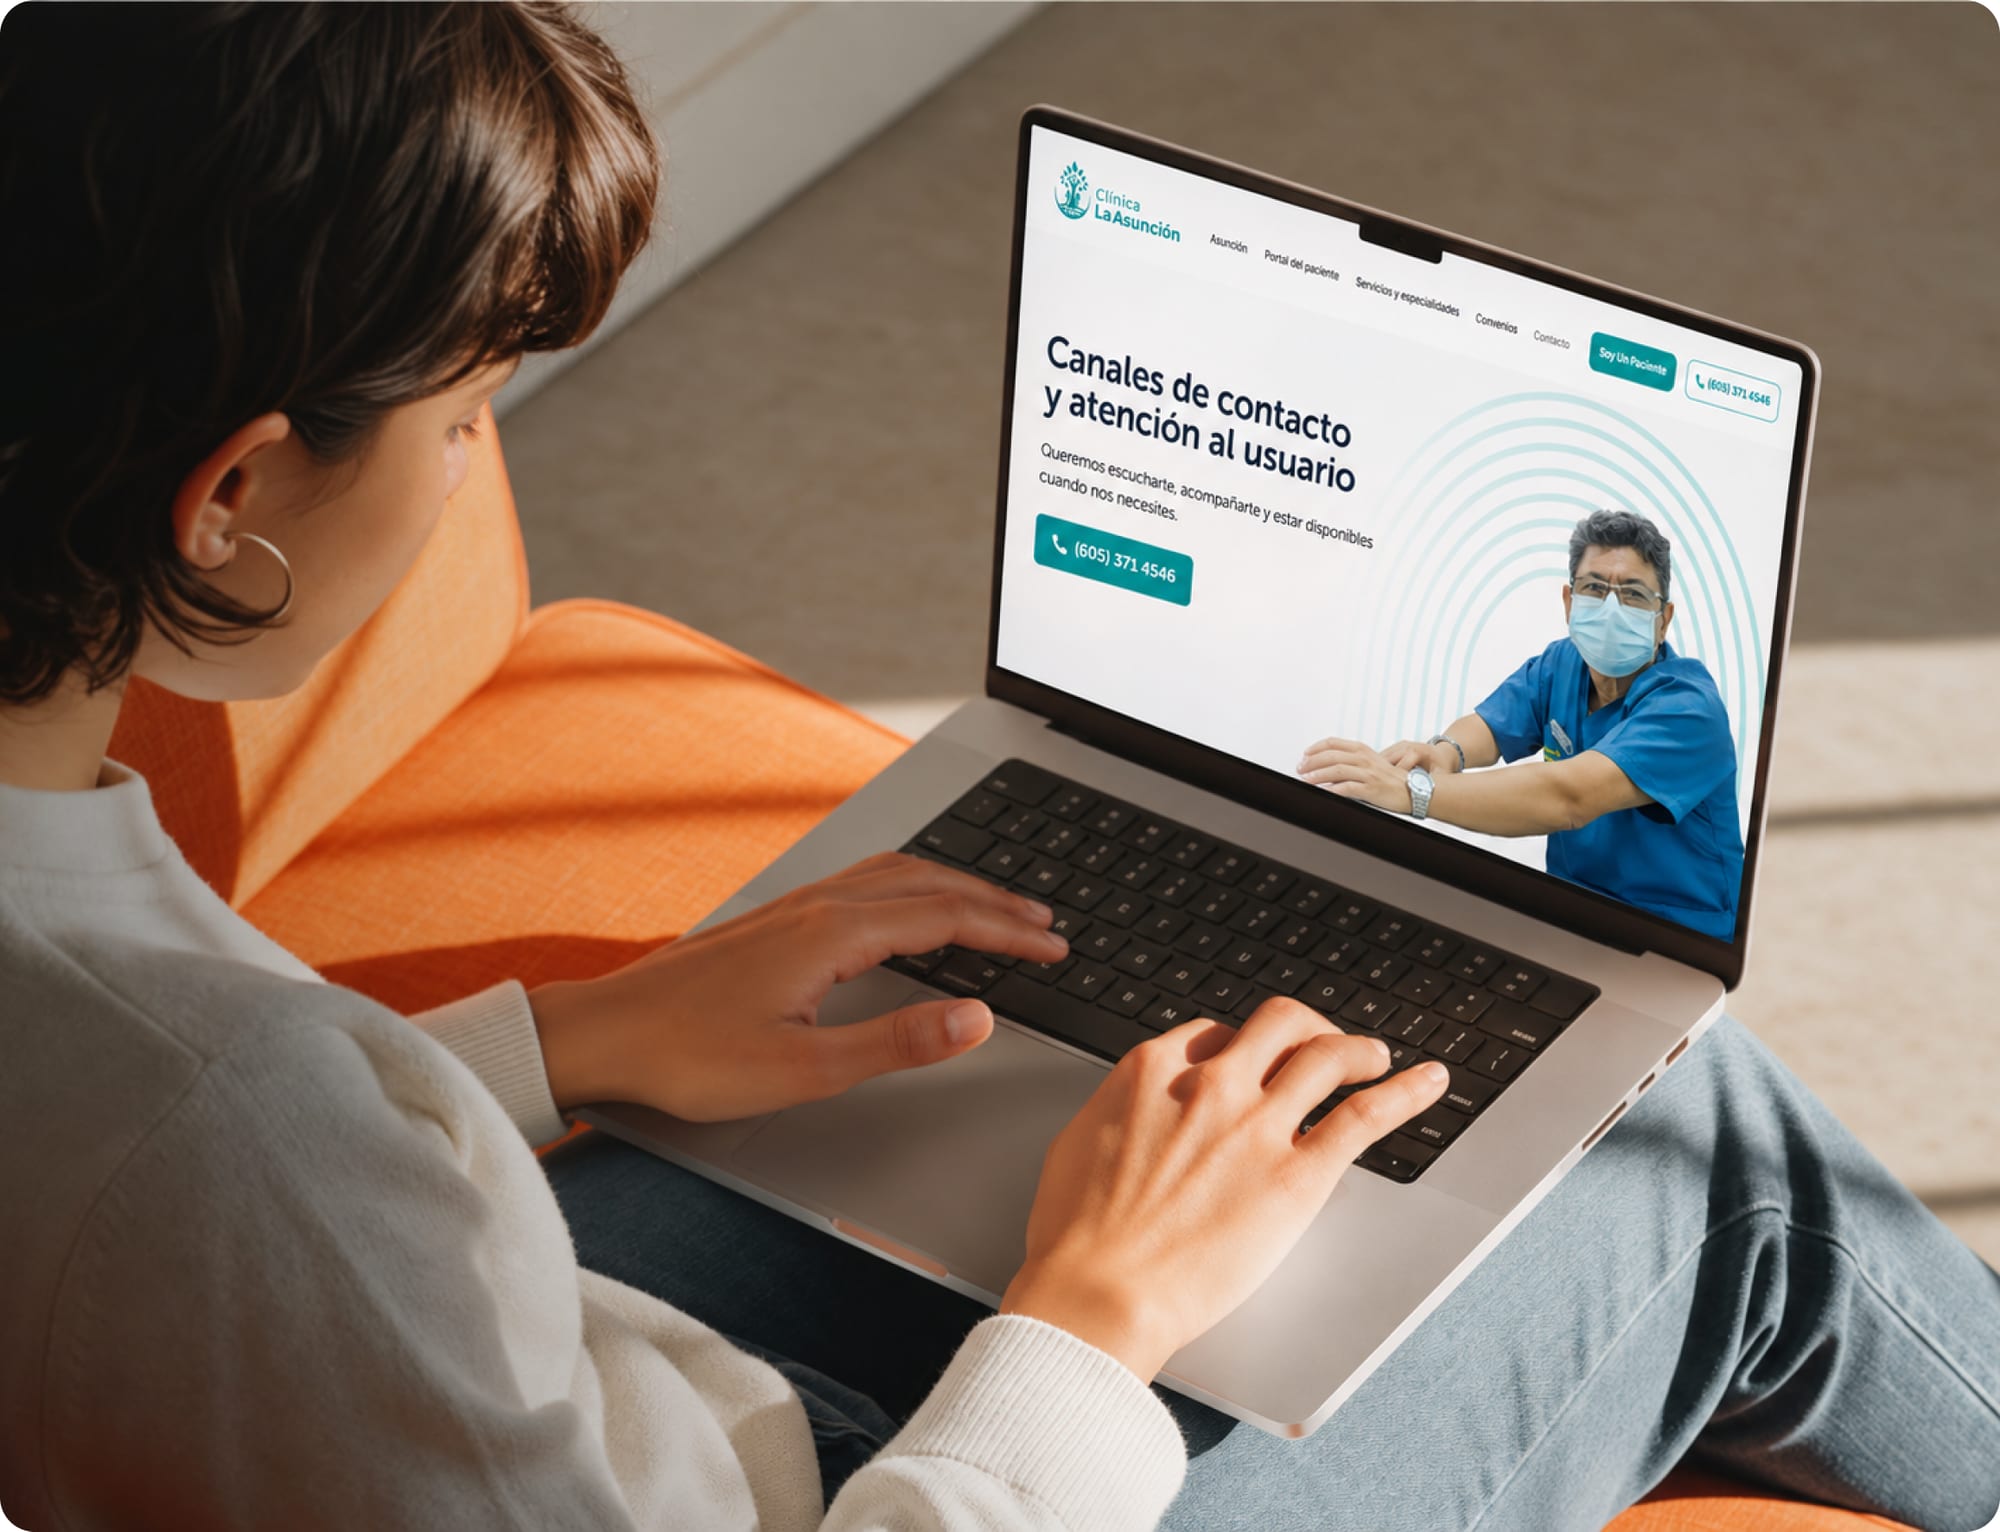 Clínica
La Asunción
Asunción
Portal del paciente
Servicios y especialidades
Convenios
Contacto
Soy Un Paciente
(605) 371 4546
Canales de contacto
y atención al usuario
Queremos escucharte, acompañarte y estar disponibles
cuando nos necesites.
(605) 371 4546